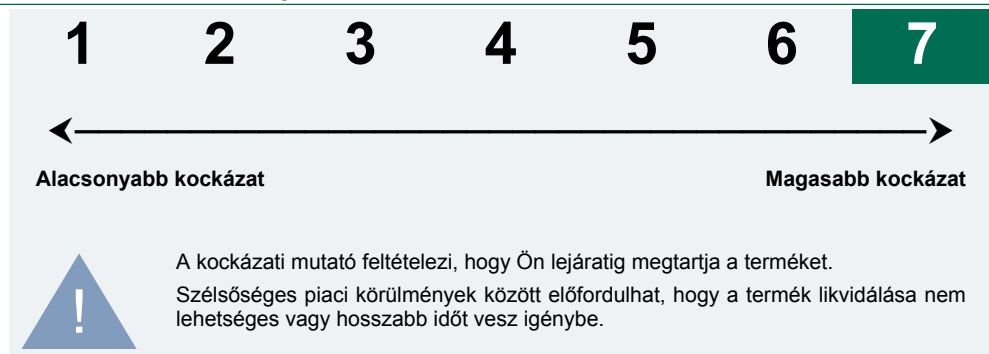 1 2 3 4 5 6 7
Alacsonyabb kockázat Magasabb kockázat
A kockázati mutató feltételezi, hogy Ön lejáratig megtartja a terméket.
Szélsőséges piaci körülmények között előfordulhat, hogy a termék likvidálása nem
lehetséges vagy hosszabb időt vesz igénybe.
!